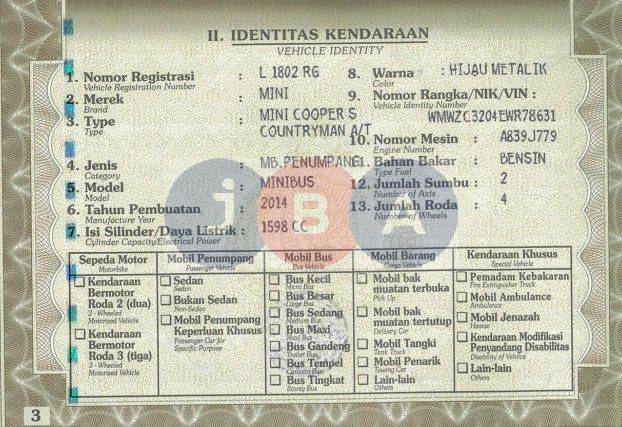 II. IDENTITAS KENDARAAN
VEHICLE IDENTITY
1. Nomor Registrasi : L 1802 RG
Vehicle Registration Number
2. Merek : MINI
Brand
3. Type : MINI COOPER S
Type COUNTRYMAN A/T
4. Jenis : MB.PENUMPANG
Category
5. Model : MINIBUS
Model
6. Tahun Pembuatan : 2014
Manufacture Year
7. Isi Silinder/Daya Listrik : 1598 CC
Cylinder Capacity/Electrical Power
8. Warna : HIJAU METALIK
Color
9. Nomor Rangka/NIK/VIN :
Vehicle Identity Number
WMWZC3204EWR78631
10. Nomor Mesin : A839J779
Engine Number
11. Bahan Bakar : BENSIN
Type Fuel
12. Jumlah Sumbu : 2
Number of Axis
13. Jumlah Roda : 4
Number of Wheels
iBA
Sepeda Motor
Motorbike
Kendaraan
Bermotor
Roda 2 (dua)
2 - Wheeled
Motorized Vehicle
Kendaraan
Bermotor
Roda 3 (tiga)
3 - Wheeled
Motorized Vehicle
Mobil Penumpang
Passenger Vehicle
Sedan
Sedan
Bukan Sedan
Non-Sedan
Mobil Penumpang
Keperluan Khusus
Passenger Car for
Specific Purpose
Mobil Bus
Bus Vehicle
Bus Kecil
Micro Bus
Bus Besar
Large Bus
Bus Sedang
Medium Bus
Bus Maxi
Maxi Bus
Bus Gandeng
Trailer Bus
Bus Tempel
Bus Tingkat
Storey Bus
Mobil Barang
Cargo Vehicle
Mobil bak
muatan terbuka
Pick Up
Mobil bak
muatan tertutup
Delivery Car
Mobil Tangki
Tank Truck
Mobil Penarik
Towing Car
Lain-lain
Others
Kendaraan Khusus
Special Vehicle
Pemadam Kebakaran
Fire Extinguisher Truck
Mobil Ambulance
Ambulance
Mobil Jenazah
Hearse
Kendaraan Modifikasi
Penyandang Disabilitas
Disability of Vehilce
Lain-lain
Others
3